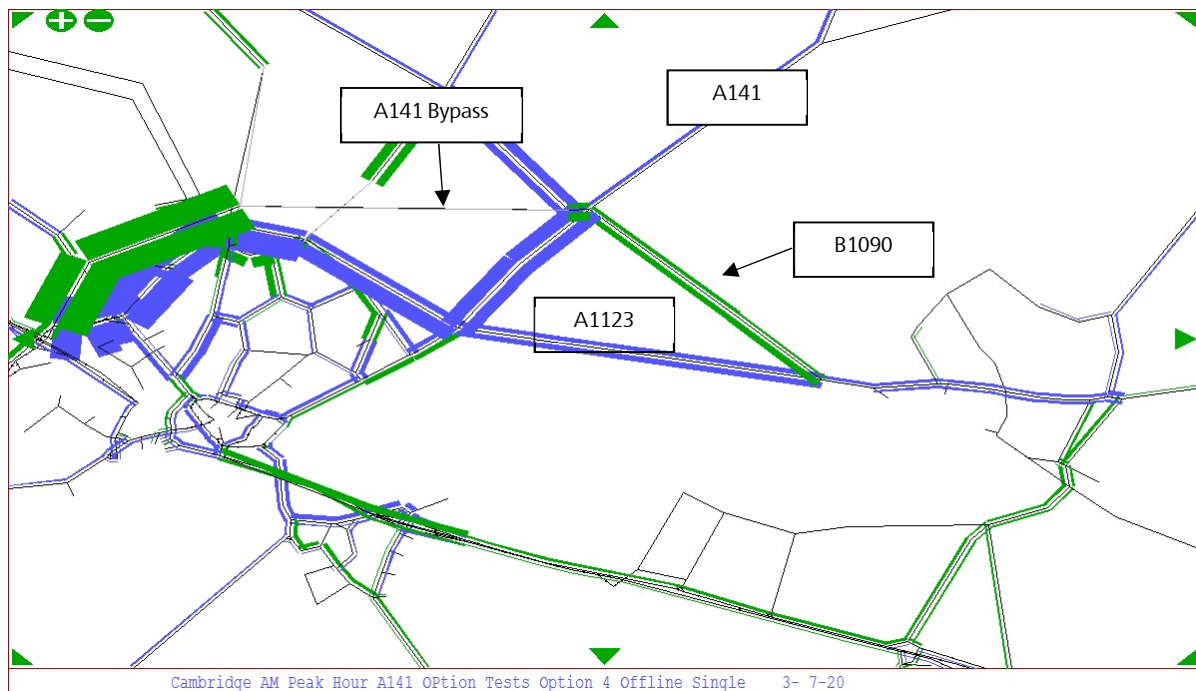 A141 Bypass
A141
B1090
A1123
Cambridge AM Peak Hour A141 OPtion Tests Option 4 Offline Single 3- 7-20